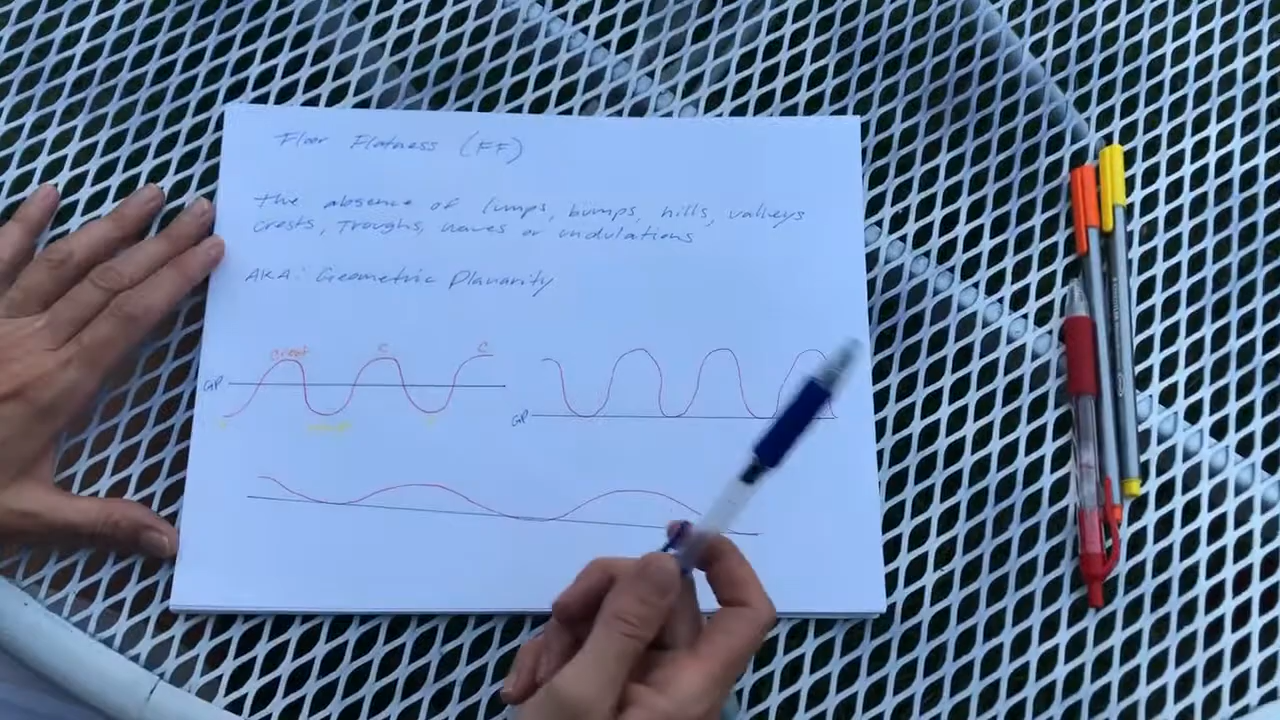 Floor Flatness (FF)
the absence of lumps, bumps, hills, valleys
crests, Troughs, waves or undulations
AKA: Geometric Planarity
crest C C
GP
GP